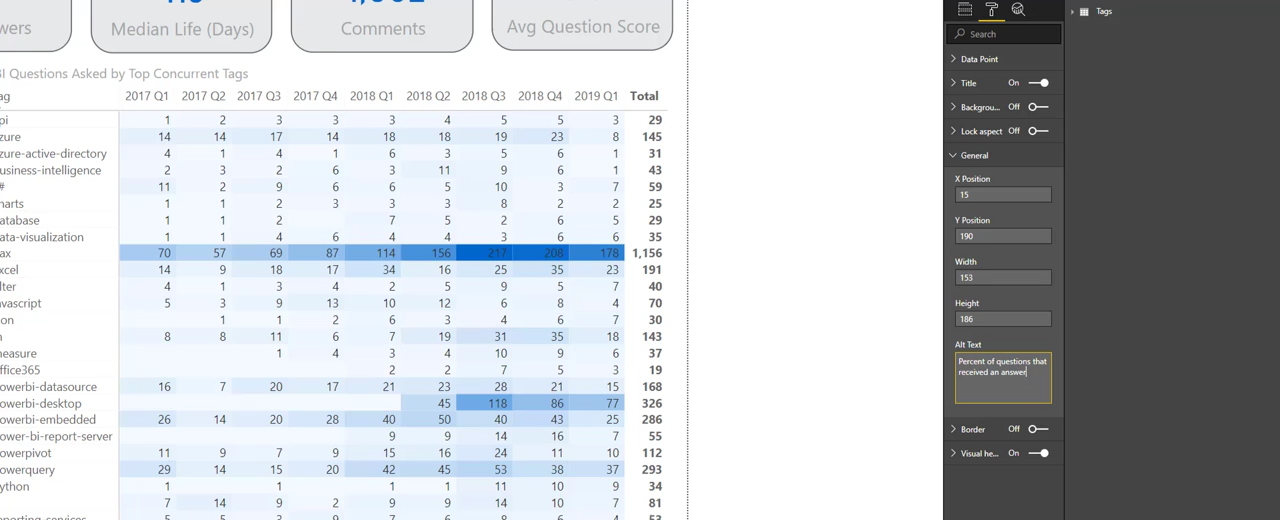 wers
Median Life (Days)
Comments
Avg Question Score
BI Questions Asked by Top Concurrent Tags
ag 2017 Q1 2017 Q2 2017 Q3 2017 Q4 2018 Q1 2018 Q2 2018 Q3 2018 Q4 2019 Q1 Total
pi 1 2 3 3 3 4 5 5 3 29
zure 14 14 17 14 18 18 19 23 8 145
zure-active-directory 4 1 4 1 6 3 5 6 1 31
usiness-intelligence 2 3 2 6 3 11 9 6 1 43
# 11 2 9 6 6 5 10 3 7 59
harts 1 1 2 3 3 3 8 2 2 25
atabase 1 1 2 7 5 2 6 5 29
ata-visualization 1 1 4 6 4 4 3 6 6 35
ax 70 57 69 87 114 156 217 208 178 1,156
xcel 14 9 18 17 34 16 25 35 23 191
lter 4 1 3 4 2 5 9 5 7 40
avascript 5 3 9 13 10 12 6 8 4 70
on 1 1 2 6 3 4 6 7 30
8 8 11 6 7 19 31 35 18 143
easure 1 4 3 4 10 9 6 37
ffice365 2 2 7 5 3 19
owerbi-datasource 16 7 20 17 21 23 28 21 15 168
owerbi-desktop 45 118 86 77 326
owerbi-embedded 26 14 20 28 40 50 40 43 25 286
ower-bi-report-server 9 9 14 16 7 55
owerpivot 11 9 7 9 15 16 24 11 10 112
owerquery 29 14 15 20 42 45 53 38 37 293
ython 1 1 1 1 11 10 9 34
7 14 9 2 9 9 14 10 7 81
Search
Data Point
Title On
Backgrou... Off
Lock aspect Off
General
X Position
15
Y Position
190
Width
153
Height
186
Alt Text
Percent of questions that
received an answer
Border Off
Visual he... On
Tags